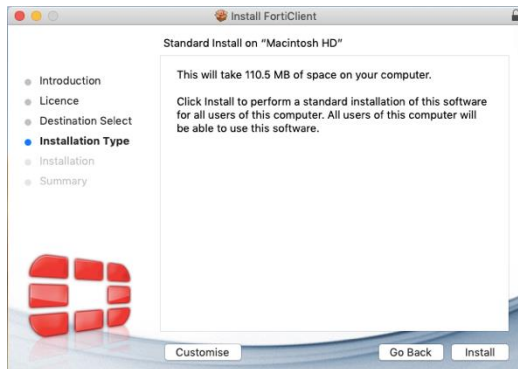 Install FortiClient
Standard Install on “Macintosh HD”
Introduction
Licence
Destination Select
Installation Type
Installation
Summary
This will take 110.5 MB of space on your computer.
Click Install to perform a standard installation of this software
for all users of this computer. All users of this computer will
be able to use this software.
Customise
Go Back
Install